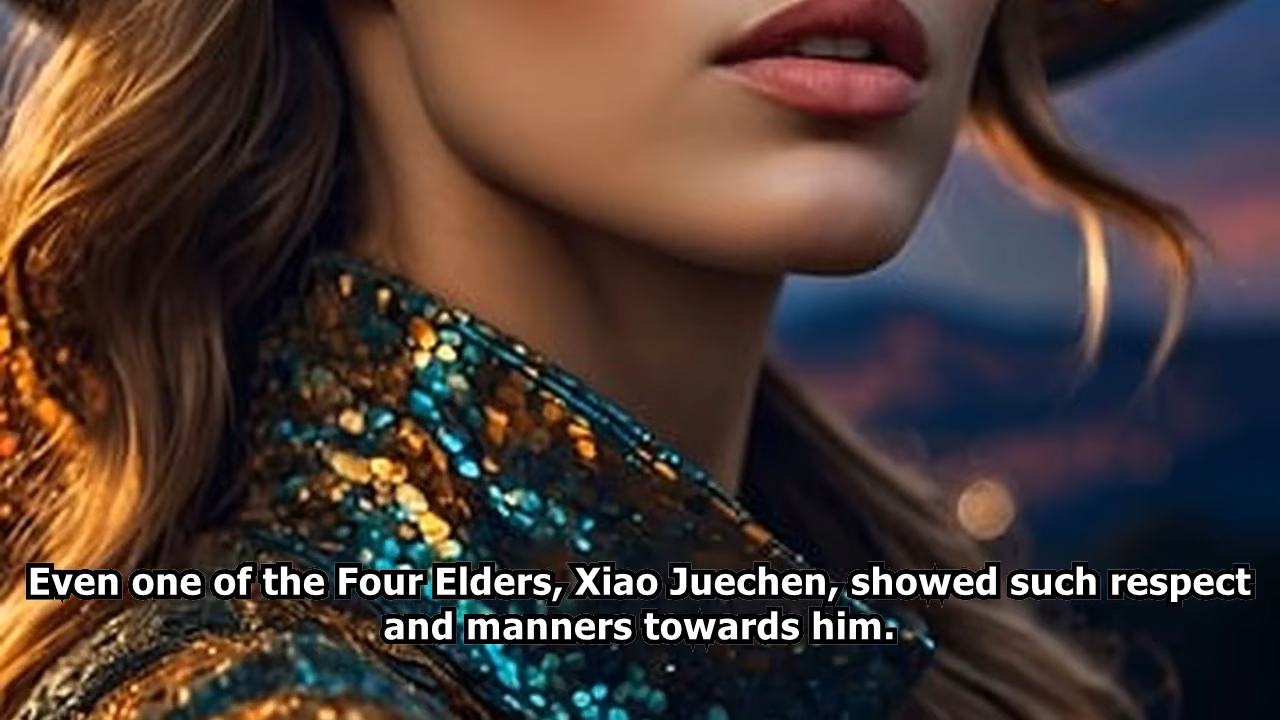 Even one of the Four Elders, Xiao Juechen, showed such respect
and manners towards him.